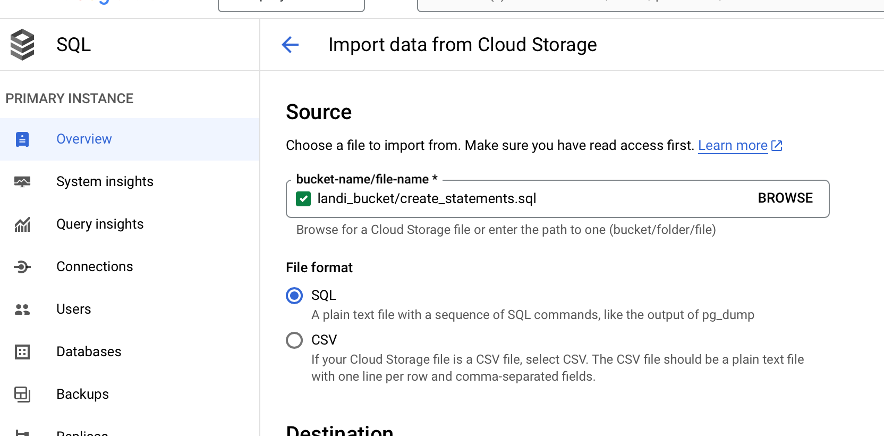 SQL
Import data from Cloud Storage
PRIMARY INSTANCE
Overview
System insights
Query insights
Connections
Users
Databases
Backups
Replicas
Source
Choose a file to import from. Make sure you have read access first. Learn more
bucket-name/file-name *
landi_bucket/create_statements.sql
BROWSE
Browse for a Cloud Storage file or enter the path to one (bucket/folder/file)
File format
SQL
A plain text file with a sequence of SQL commands, like the output of pg_dump
CSV
If your Cloud Storage file is a CSV file, select CSV. The CSV file should be a plain text file
with one line per row and comma-separated fields.
Destination